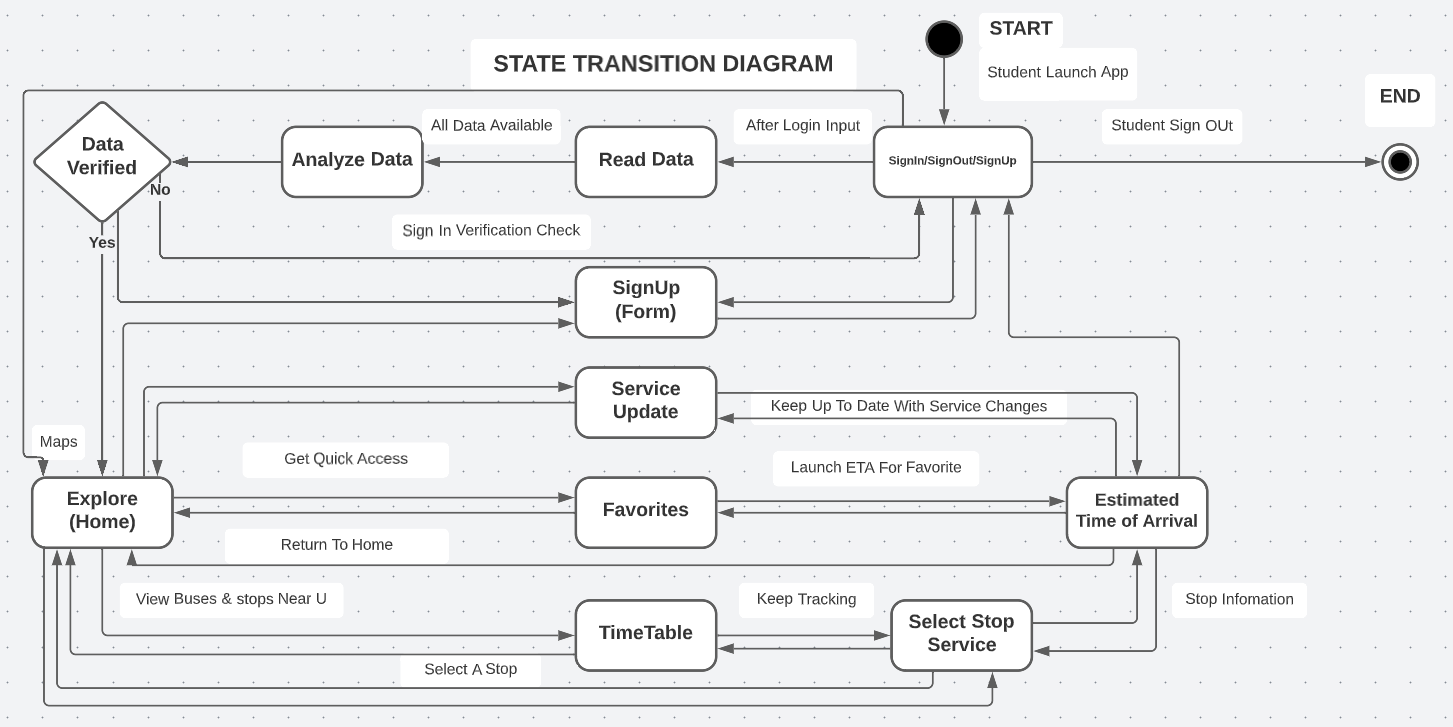 START
STATE TRANSITION DIAGRAM
Student Launch App
END
Data
Verified
All Data Available
After Login Input
Student Sign OUt
Analyze Data
Read Data
SignIn/SignOut/SignUp
No
Sign In Verification Check
Yes
SignUp
(Form)
Service
Update
Keep Up To Date With Service Changes
Maps
Get Quick Access
Launch ETA For Favorite
Explore
(Home)
Favorites
Estimated
Time of Arrival
Return To Home
View Buses & stops Near U
Keep Tracking
Stop Infomation
TimeTable
Select Stop
Service
Select A Stop